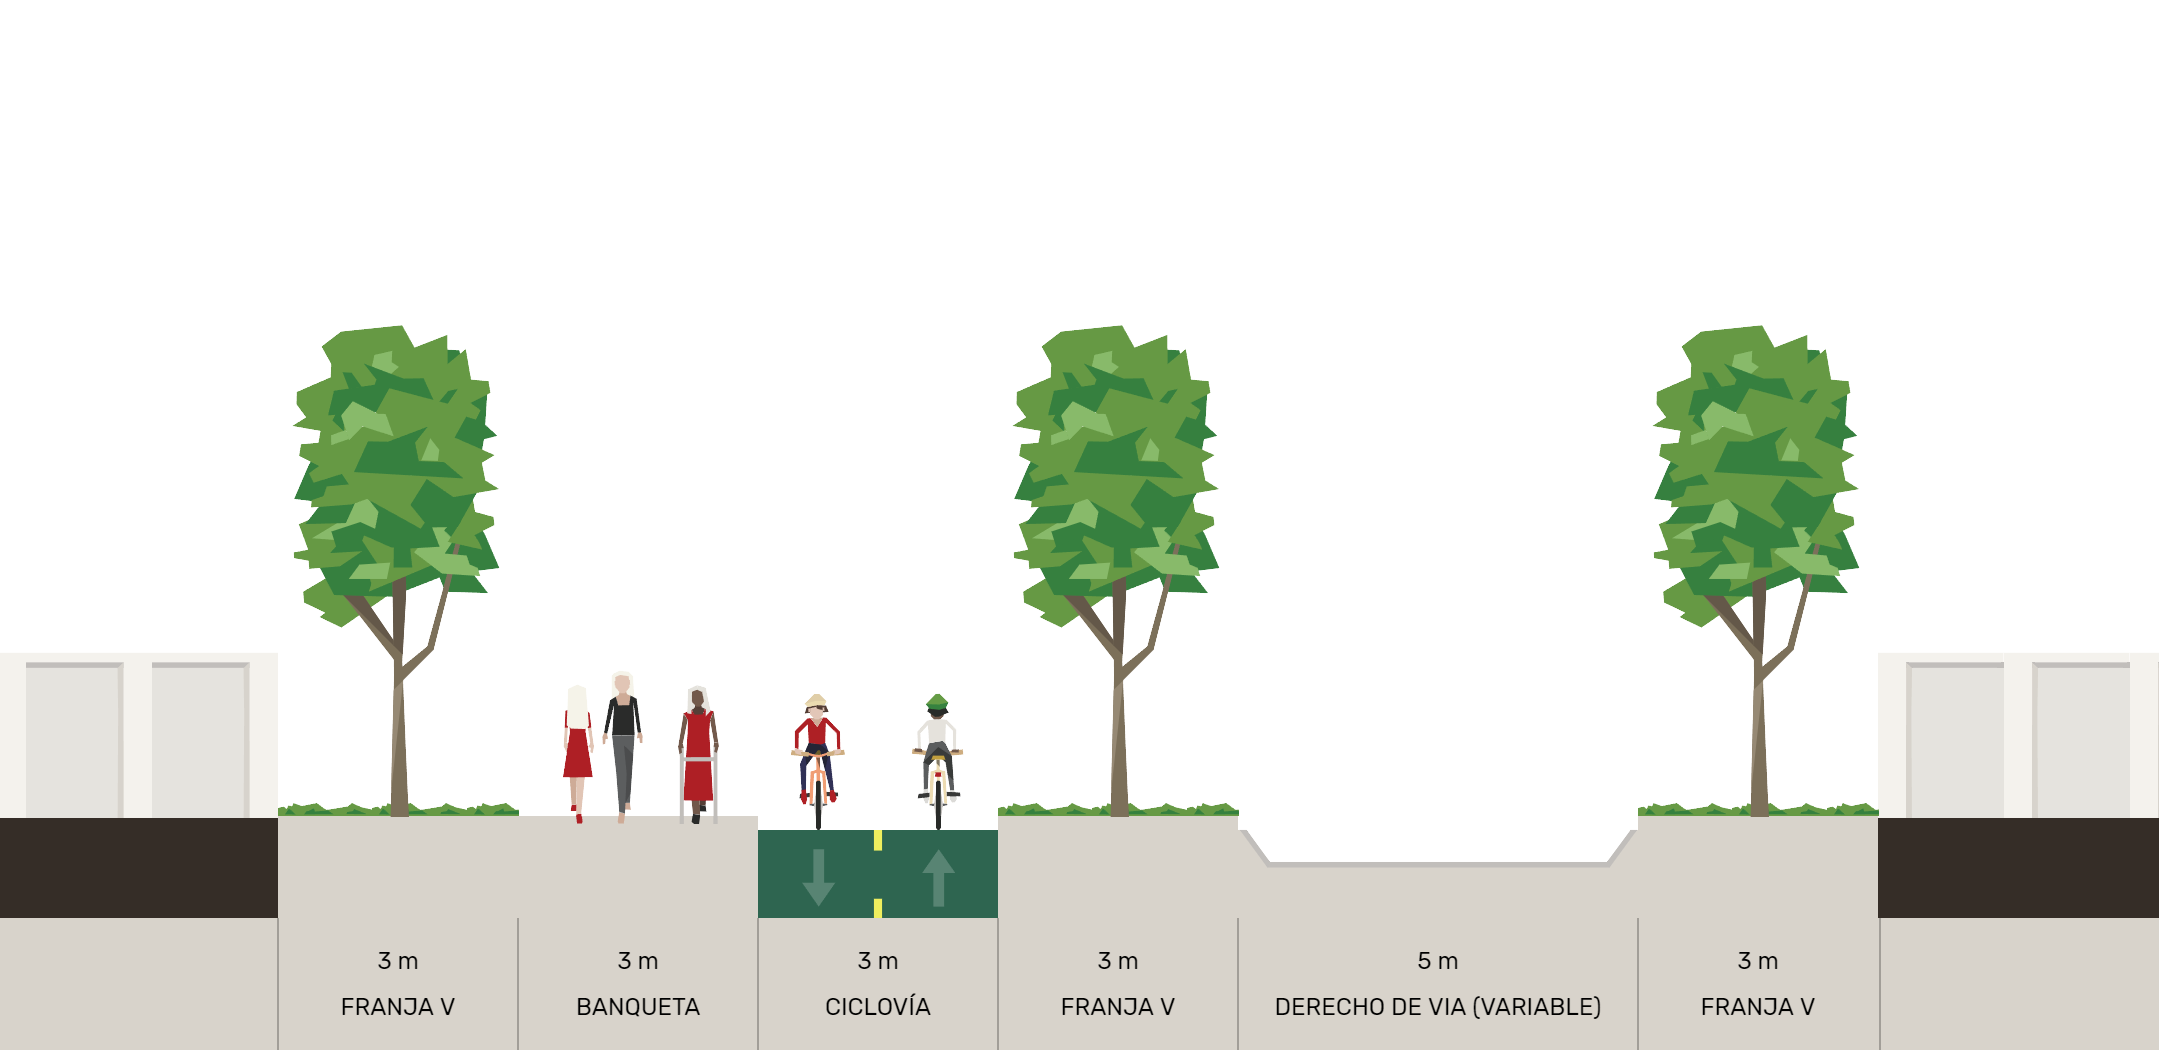 3 m
FRANJA V
3 m
BANQUETA
3 m
CICLOVÍA
3 m
FRANJA V
5 m
DERECHO DE VIA (VARIABLE)
3 m
FRANJA V